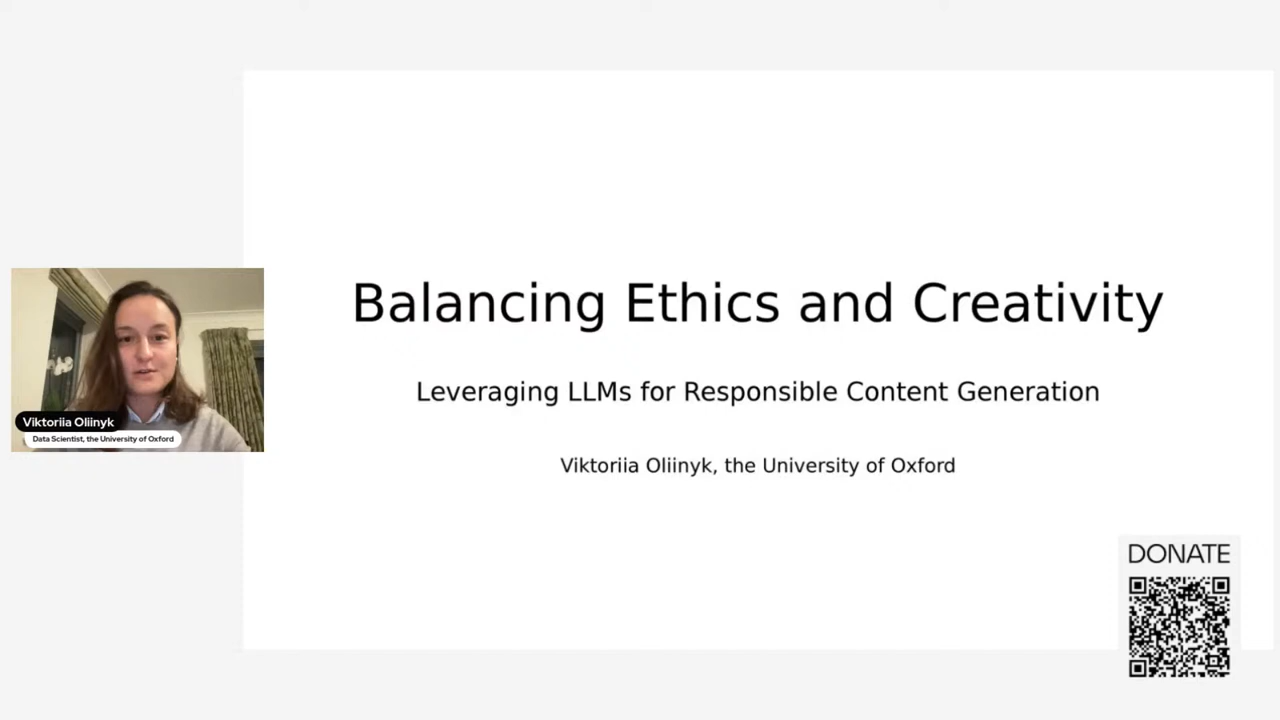 Balancing Ethics and Creativity
Leveraging LLMs for Responsible Content Generation
Viktoriia Oliinyk, the University of Oxford
Viktoriia Oliinyk
Data Scientist, the University of Oxford
DONATE